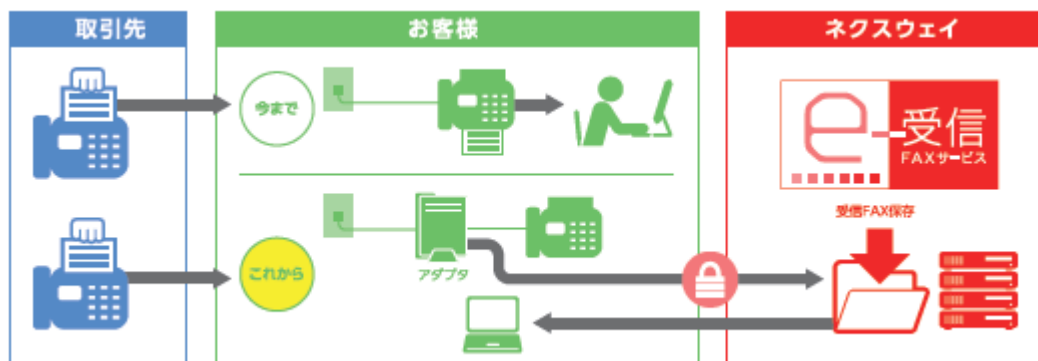 取引先
お客様
ネクスウェイ
今まで
e-受信
FAXサービス
受信FAX保存
これから
アダプタ